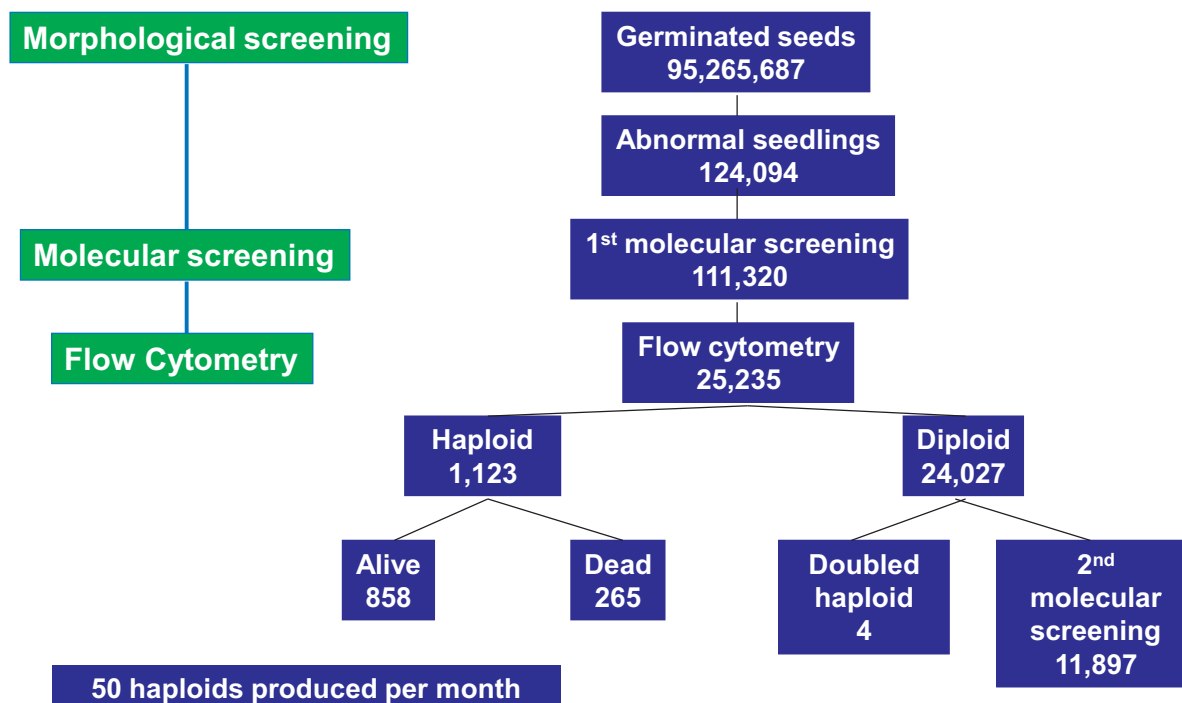 Morphological screening
Germinated seeds
95,265,687
Abnormal seedlings
124,094
Molecular screening
1st molecular screening
111,320
Flow Cytometry
Flow cytometry
25,235
Haploid
1,123
Diploid
24,027
Alive
858
Dead
265
Doubled
haploid
4
2nd
molecular
screening
11,897
50 haploids produced per month